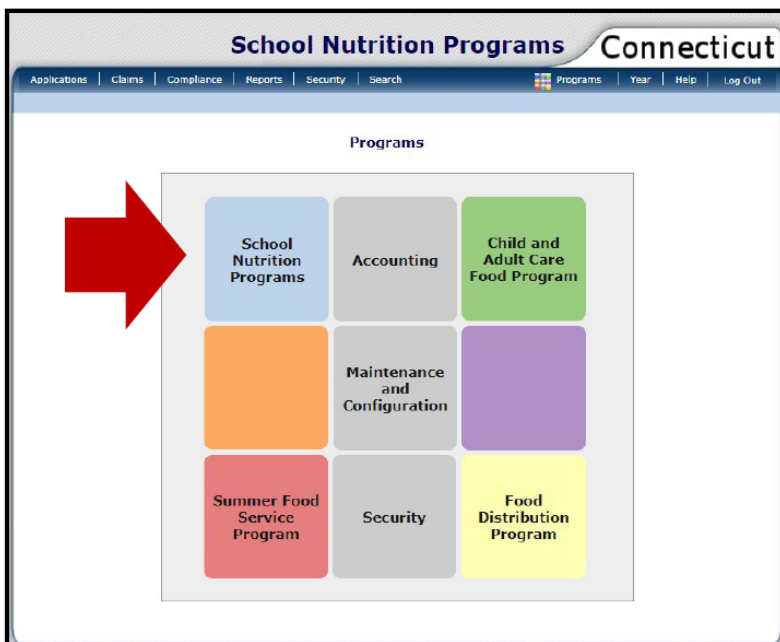 School Nutrition Programs
Connecticut
Applications | Claims | Compliance | Reports | Security | Search
Programs | Year | Help | Log Out
Programs
School
Nutrition
Programs
Accounting
Child and
Adult Care
Food Program
Maintenance
and
Configuration
Summer Food
Service
Program
Security
Food
Distribution
Program